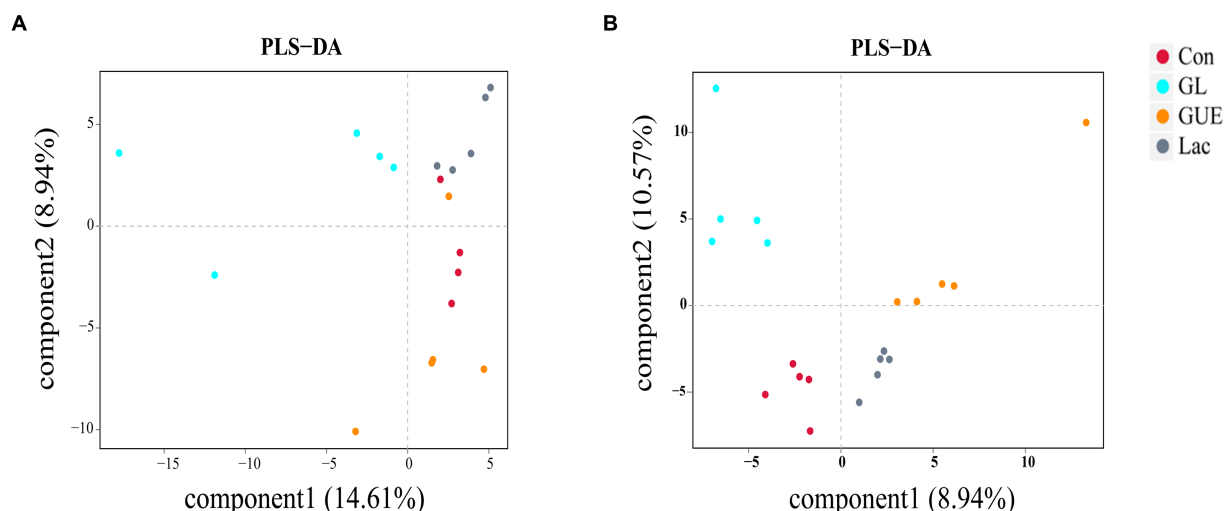 A
PLS−DA
component2 (8.94%)
5
0
−5
−10
−15
−10
−5
0
5
component1 (14.61%)
B
PLS−DA
component2 (10.57%)
10
5
0
−5
−5
0
5
10
component1 (8.94%)
Con
GL
GUE
Lac